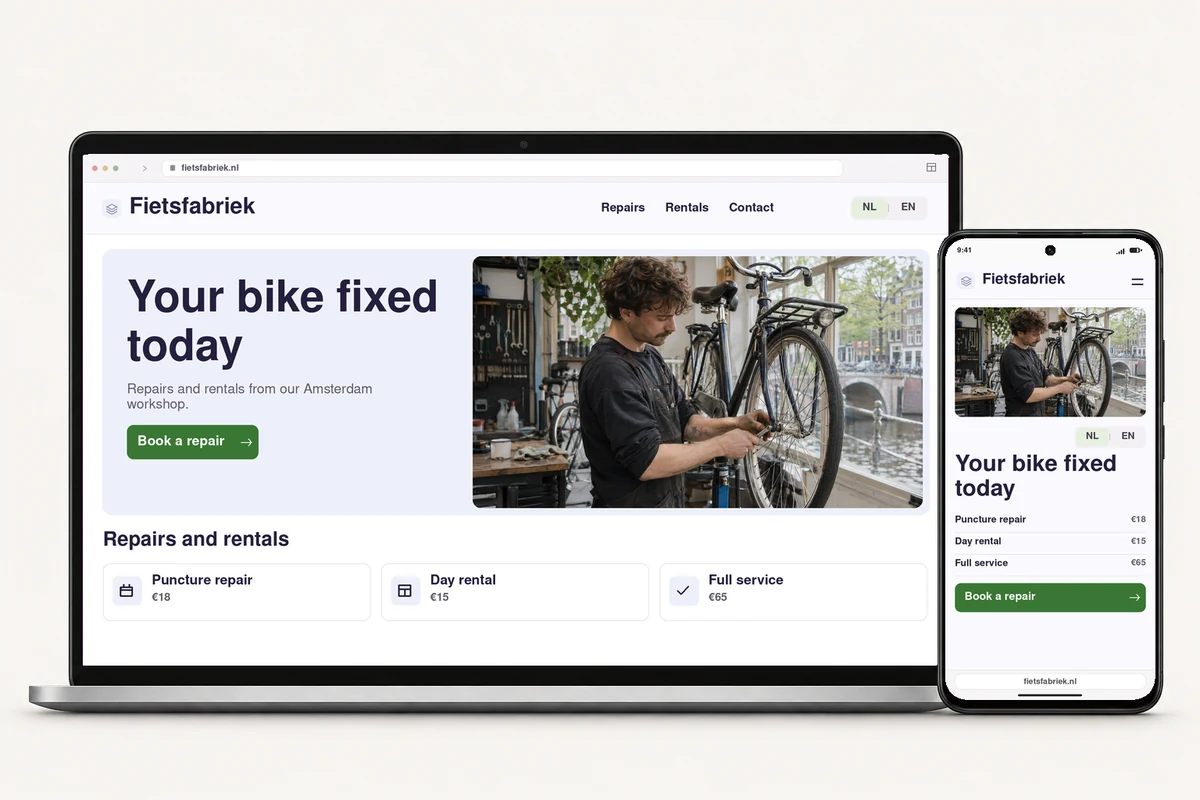 fietsfabriek.nl
Fietsfabriek
Repairs
Rentals
Contact
NL | EN
Your bike fixed
today
Repairs and rentals from our Amsterdam
workshop.
Book a repair →
Repairs and rentals
Puncture repair
€18
Day rental
€15
Full service
€65
9:41
Fietsfabriek
NL | EN
Your bike fixed
today
Puncture repair €18
Day rental €15
Full service €65
Book a repair →
fietsfabriek.nl